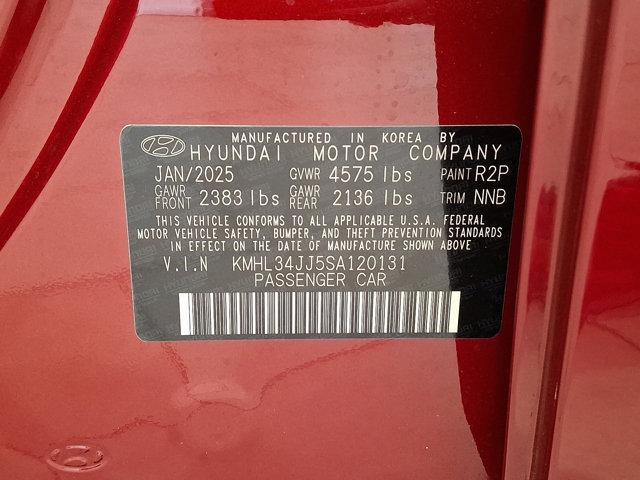 MANUFACTURED IN KOREA BY
HYUNDAI MOTOR COMPANY
JAN/2025 GVWR 4575 lbs PAINT R2P
GAWR FRONT 2383 lbs GAWR REAR 2136 lbs TRIM NNB
THIS VEHICLE CONFORMS TO ALL APPLICABLE U.S.A. FEDERAL
MOTOR VEHICLE SAFETY, BUMPER, AND THEFT PREVENTION STANDARDS
IN EFFECT ON THE DATE OF MANUFACTURE SHOWN ABOVE.
V.I.N KMHL34JJ5SA120131
PASSENGER CAR